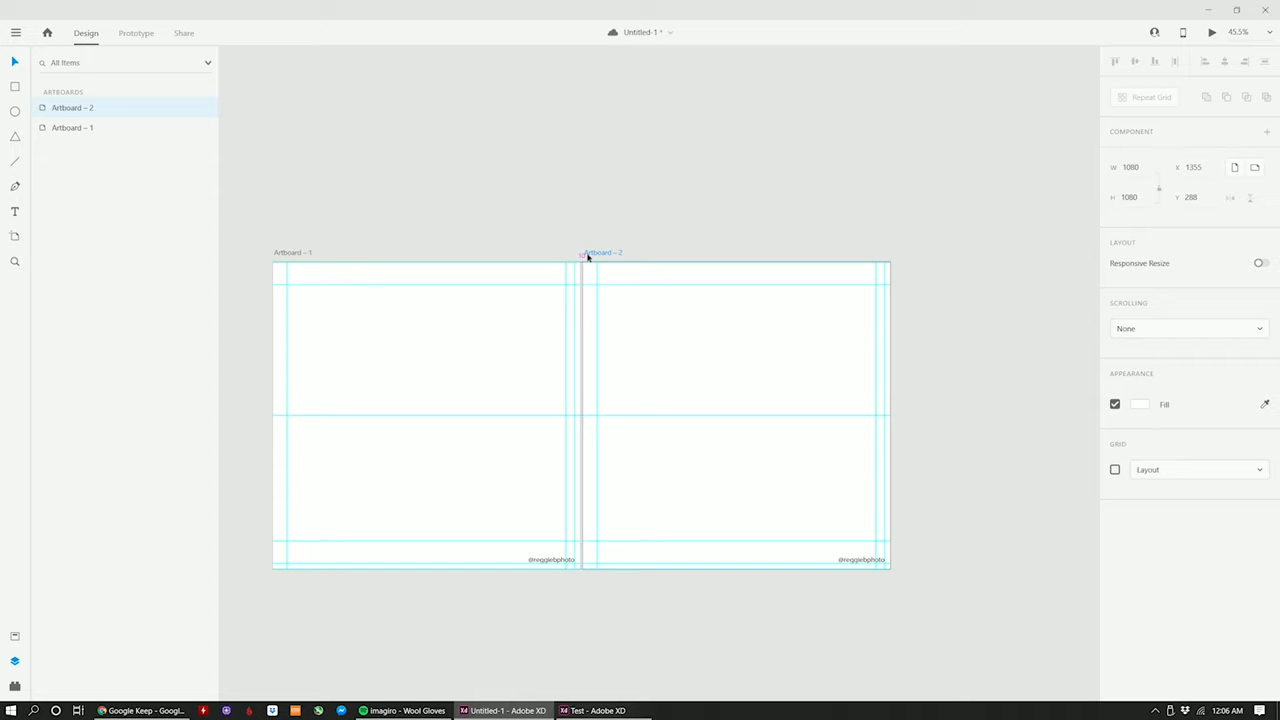 Design
Prototype
Share
Untitled-1 *
45.5%
All Items
ARTBOARDS
Artboard – 2
Artboard – 1
Artboard – 1
Artboard – 2
@reggiebphoto
@reggiebphoto
Repeat Grid
COMPONENT
W 1080
X 1355
H 1080
Y 288
LAYOUT
Responsive Resize
SCROLLING
None
APPEARANCE
Fill
GRID
Layout
Google Keep - Googl...
imagiro - Wool Gloves
Untitled-1 - Adobe XD
Test - Adobe XD
12:06 AM